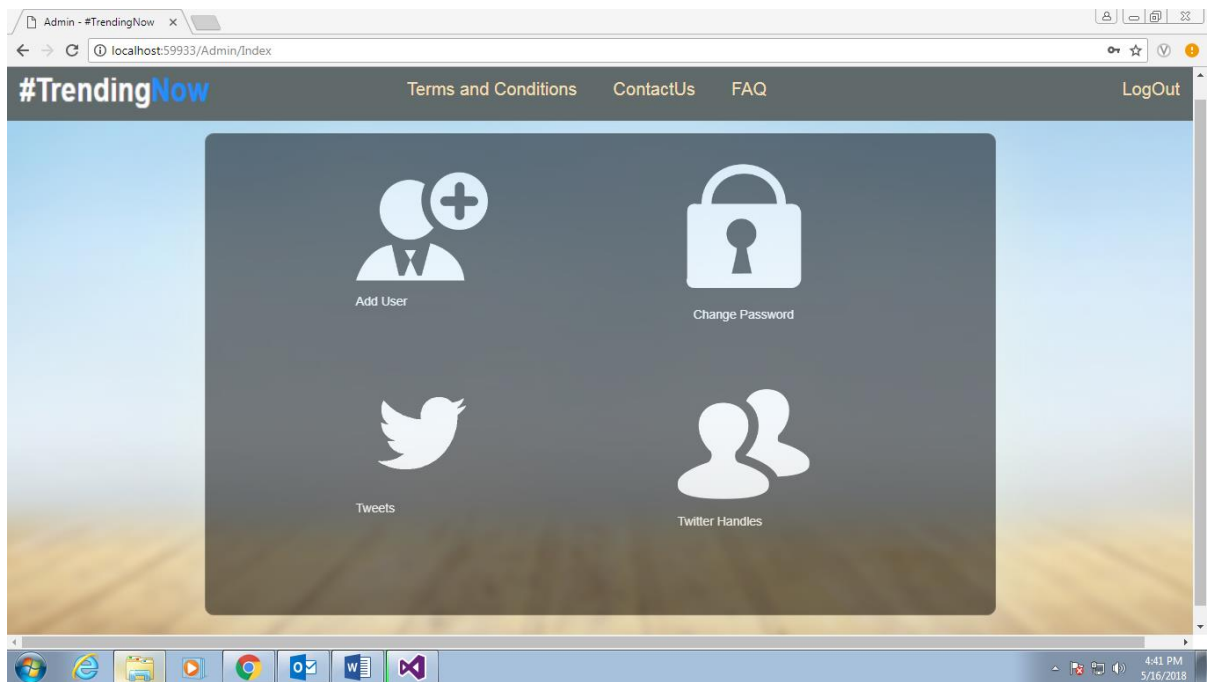 Admin - #TrendingNow
localhost:59933/Admin/Index
#TrendingNow
Terms and Conditions ContactUs FAQ LogOut
Add User
Change Password
Tweets
Twitter Handles
4:41 PM
5/16/2018